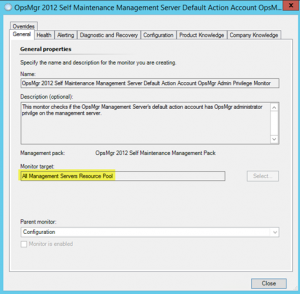 OpsMgr 2012 Self Maintenance Management Server Default Action Account OpsM...
Overrides
General Health Alerting Diagnostic and Recovery Configuration Product Knowledge Company Knowledge
General properties
Specify the name and description for the monitor you are creating.
Name:
OpsMgr 2012 Self Maintenance Management Server Default Action Account OpsMgr Admin Privilege Monitor
Description (optional):
This monitor checks if the OpsMgr Management Server's default action account has OpsMgr administrator
privilge on the management server.
Management pack: OpsMgr 2012 Self Maintenance Management Pack
Monitor target:
All Management Servers Resource Pool
Select...
Parent monitor:
Configuration
Monitor is enabled
Close